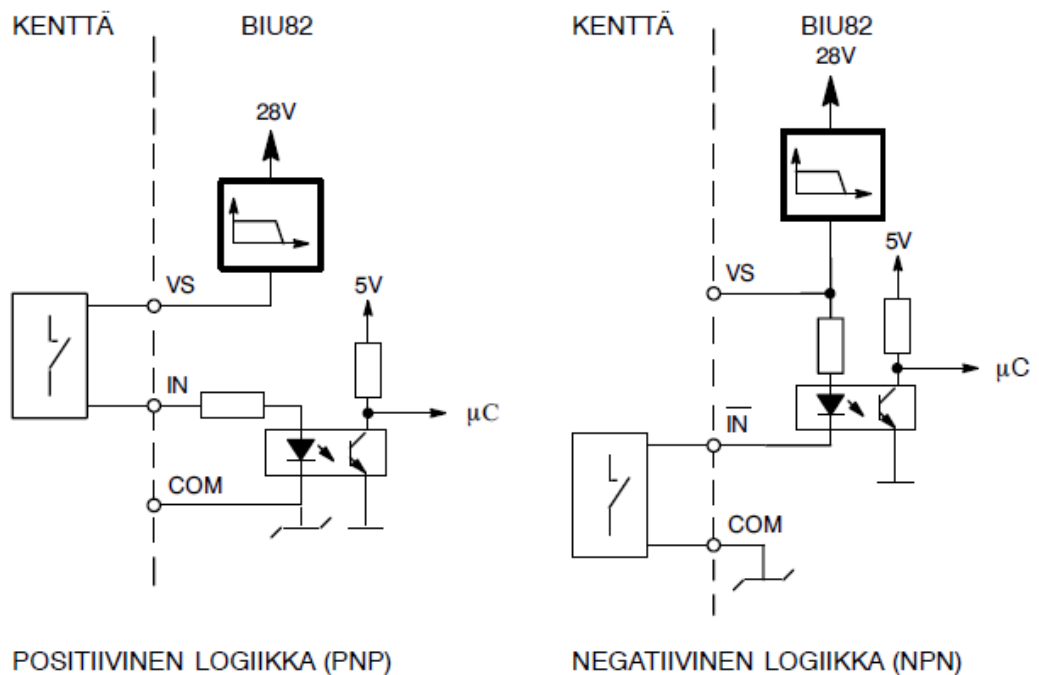 KENTTÄ BIU82
28V
VS
5V
IN
µC
COM
POSITIIVINEN LOGIIKKA (PNP)
KENTTÄ BIU82
28V
VS
5V
µC
I̅N̅
COM
NEGATIIVINEN LOGIIKKA (NPN)